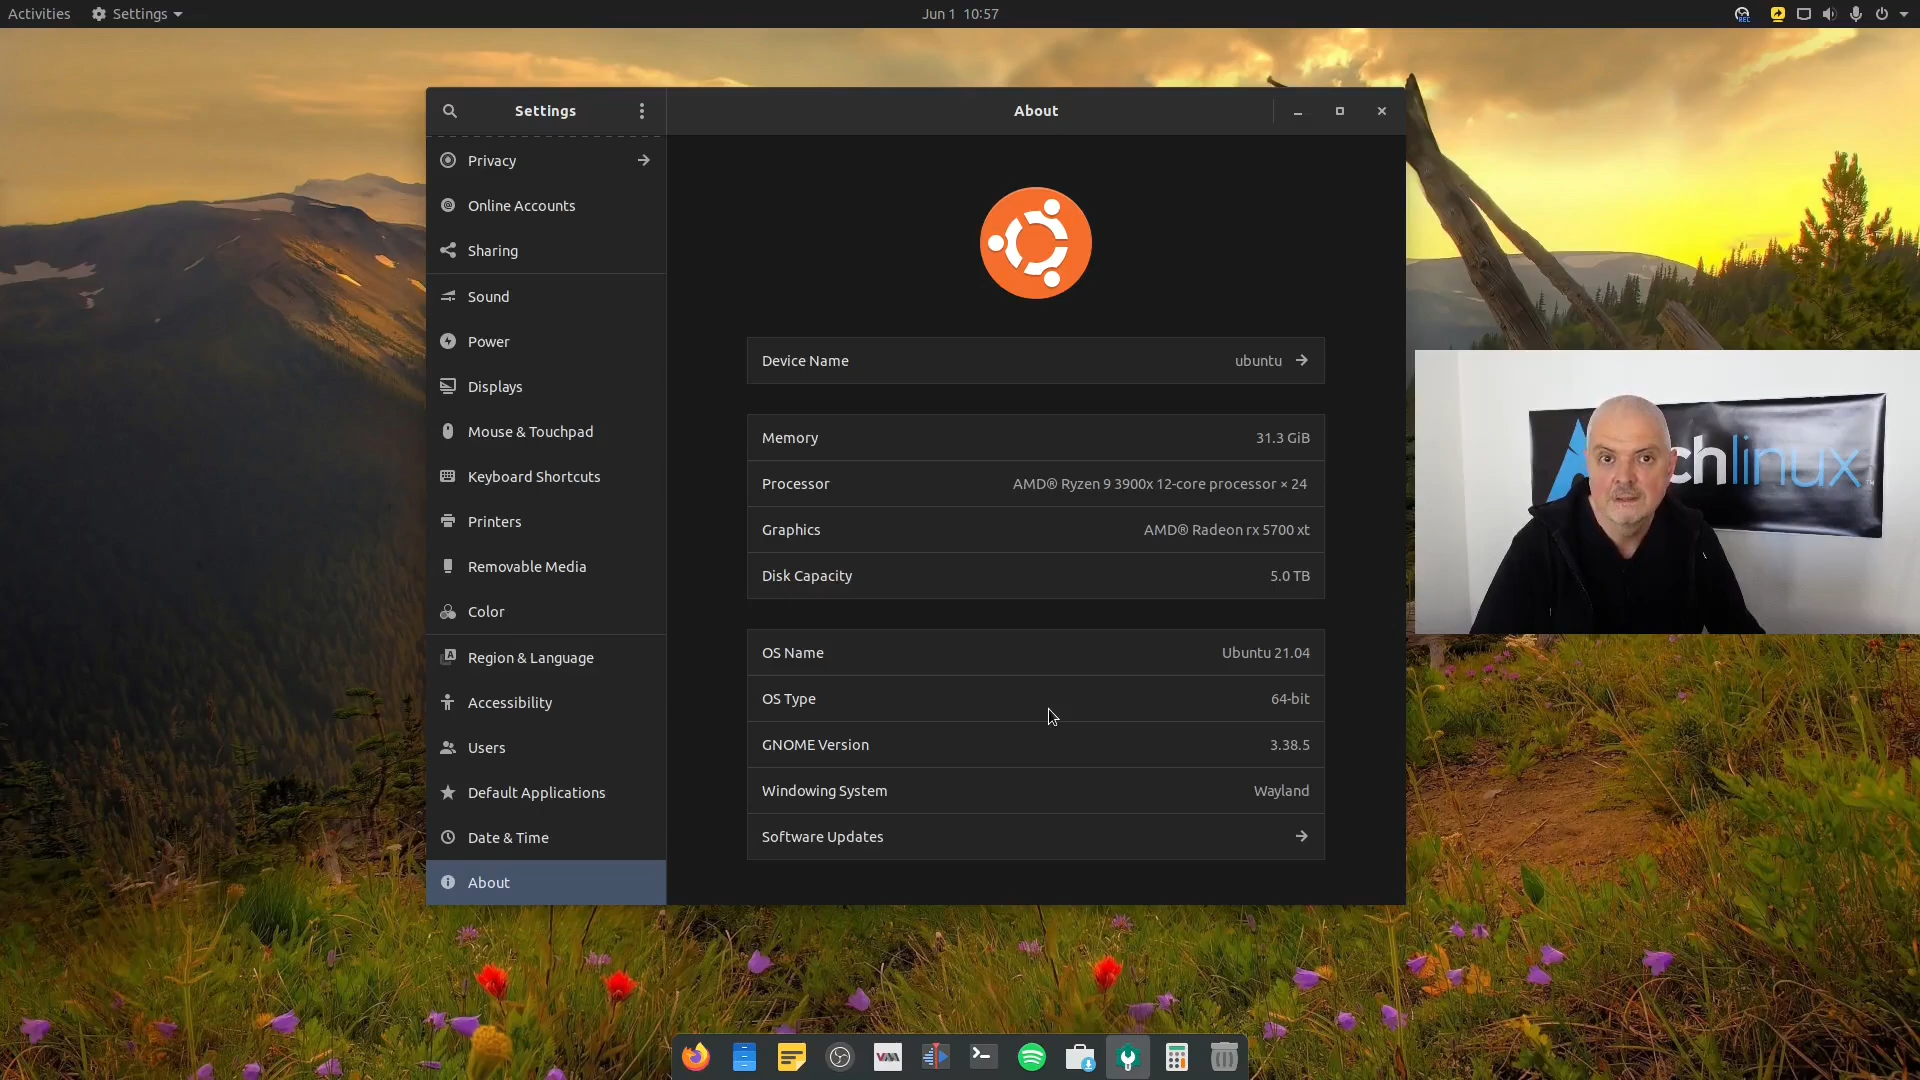 Activities
Settings
Jun 1 10:57
REC
Settings
About
Privacy
Online Accounts
Sharing
Sound
Power
Displays
Mouse & Touchpad
Keyboard Shortcuts
Printers
Removable Media
Color
Region & Language
Accessibility
Users
Default Applications
Date & Time
About
Device Name ubuntu
Memory 31.3 GiB
Processor AMD® Ryzen 9 3900x 12-core processor × 24
Graphics AMD® Radeon rx 5700 xt
Disk Capacity 5.0 TB
OS Name Ubuntu 21.04
OS Type 64-bit
GNOME Version 3.38.5
Windowing System Wayland
Software Updates
chlinux